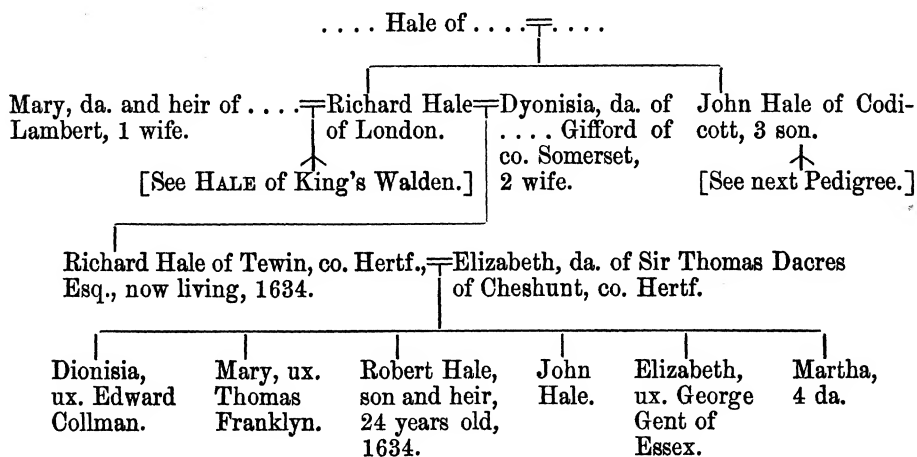 . . . . Hale of . . . . = . . . .
Mary, da. and heir of . . . . = Richard Hale = Dyonisia, da. of
Lambert, 1 wife.
of London.
. . . . Gifford of
co. Somerset,
2 wife.
John Hale of Codi-
cott, 3 son.
[See HALE of King's Walden.]
[See next Pedigree.]
Richard Hale of Tewin, co. Hertf., = Elizabeth, da. of Sir Thomas Dacres
Esq., now living, 1634.
of Cheshunt, co. Hertf.
Dionisia,
ux. Edward
Collman.
Mary, ux.
Thomas
Franklyn.
Robert Hale,
son and heir,
24 years old,
1634.
John
Hale.
Elizabeth,
ux. George
Gent of
Essex.
Martha,
4 da.